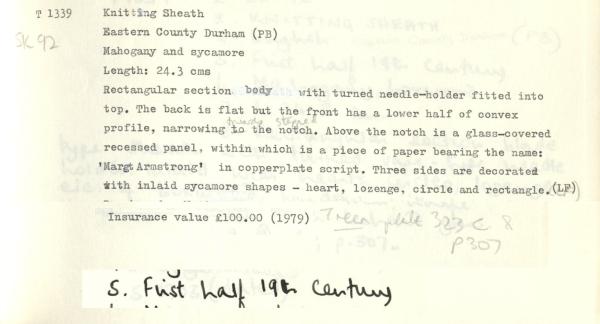 T 1339 Knitting Sheath
SK 92 Eastern County Durham (PB)
Mahogany and sycamore
Length: 24.3 cms
Rectangular section body with turned needle-holder fitted into
top. The back is flat but the front has a lower half of convex
stepped
profile, narrowing to the notch. Above the notch is a glass-covered
recessed panel, within which is a piece of paper bearing the name:
'Margt Armstrong' in copperplate script. Three sides are decorated
with inlaid sycamore shapes - heart, lozenge, circle and rectangle. (LF)
Insurance value £100.00 (1979) 323 C 8
p307
S. First half 19th Century